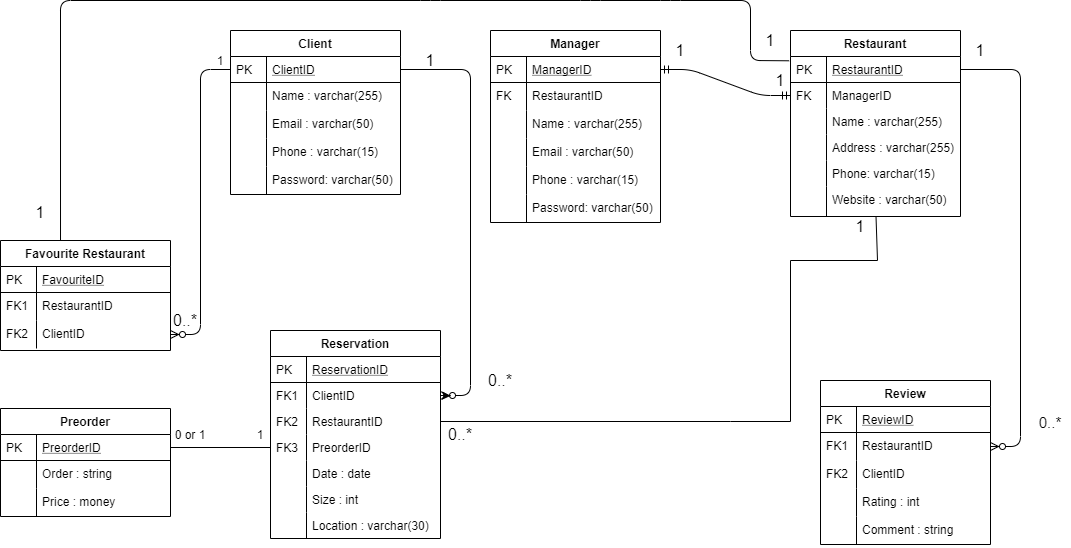 Client
PK ClientID
Name : varchar(255)
Email : varchar(50)
Phone : varchar(15)
Password: varchar(50)
Manager
PK ManagerID
FK RestaurantID
Name : varchar(255)
Email : varchar(50)
Phone : varchar(15)
Password: varchar(50)
Restaurant
PK RestaurantID
FK ManagerID
Name : varchar(255)
Address : varchar(255)
Phone: varchar(15)
Website : varchar(50)
1
1
1
1
1
1
1
1
Favourite Restaurant
PK FavouriteID
FK1 RestaurantID
FK2 ClientID
0..*
Reservation
PK ReservationID
FK1 ClientID
FK2 RestaurantID
FK3 PreorderID
Date : date
Size : int
Location : varchar(30)
0..*
0..*
Preorder
PK PreorderID
Order : string
Price : money
0 or 1
1
Review
PK ReviewID
FK1 RestaurantID
FK2 ClientID
Rating : int
Comment : string
0..*